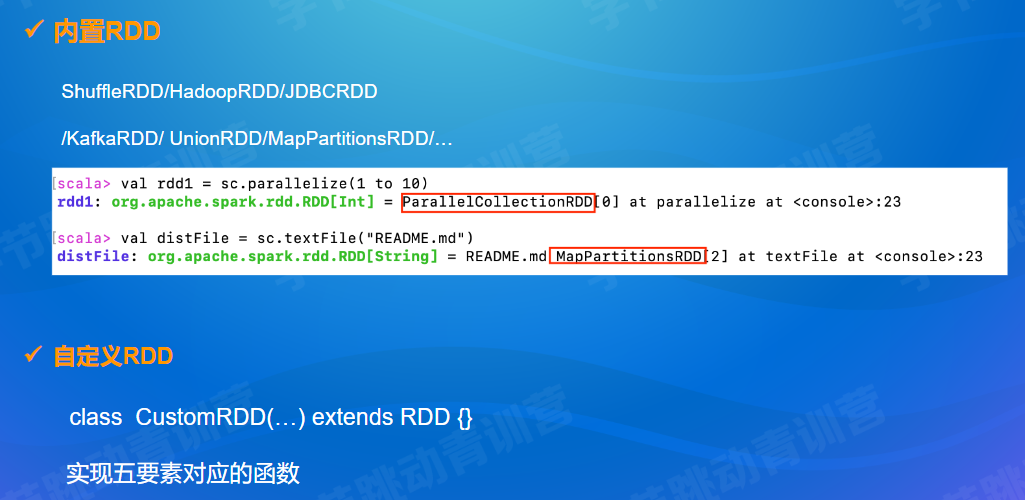 ✓ 内置RDD
ShuffleRDD/HadoopRDD/JDBCRDD
/KafkaRDD/ UnionRDD/MapPartitionsRDD/…
[scala> val rdd1 = sc.parallelize(1 to 10)
rdd1: org.apache.spark.rdd.RDD[Int] = ParallelCollectionRDD[0] at parallelize at <console>:23
[scala> val distFile = sc.textFile("README.md")
distFile: org.apache.spark.rdd.RDD[String] = README.md MapPartitionsRDD[2] at textFile at <console>:23
✓ 自定义RDD
class CustomRDD(…) extends RDD {}
实现五要素对应的函数